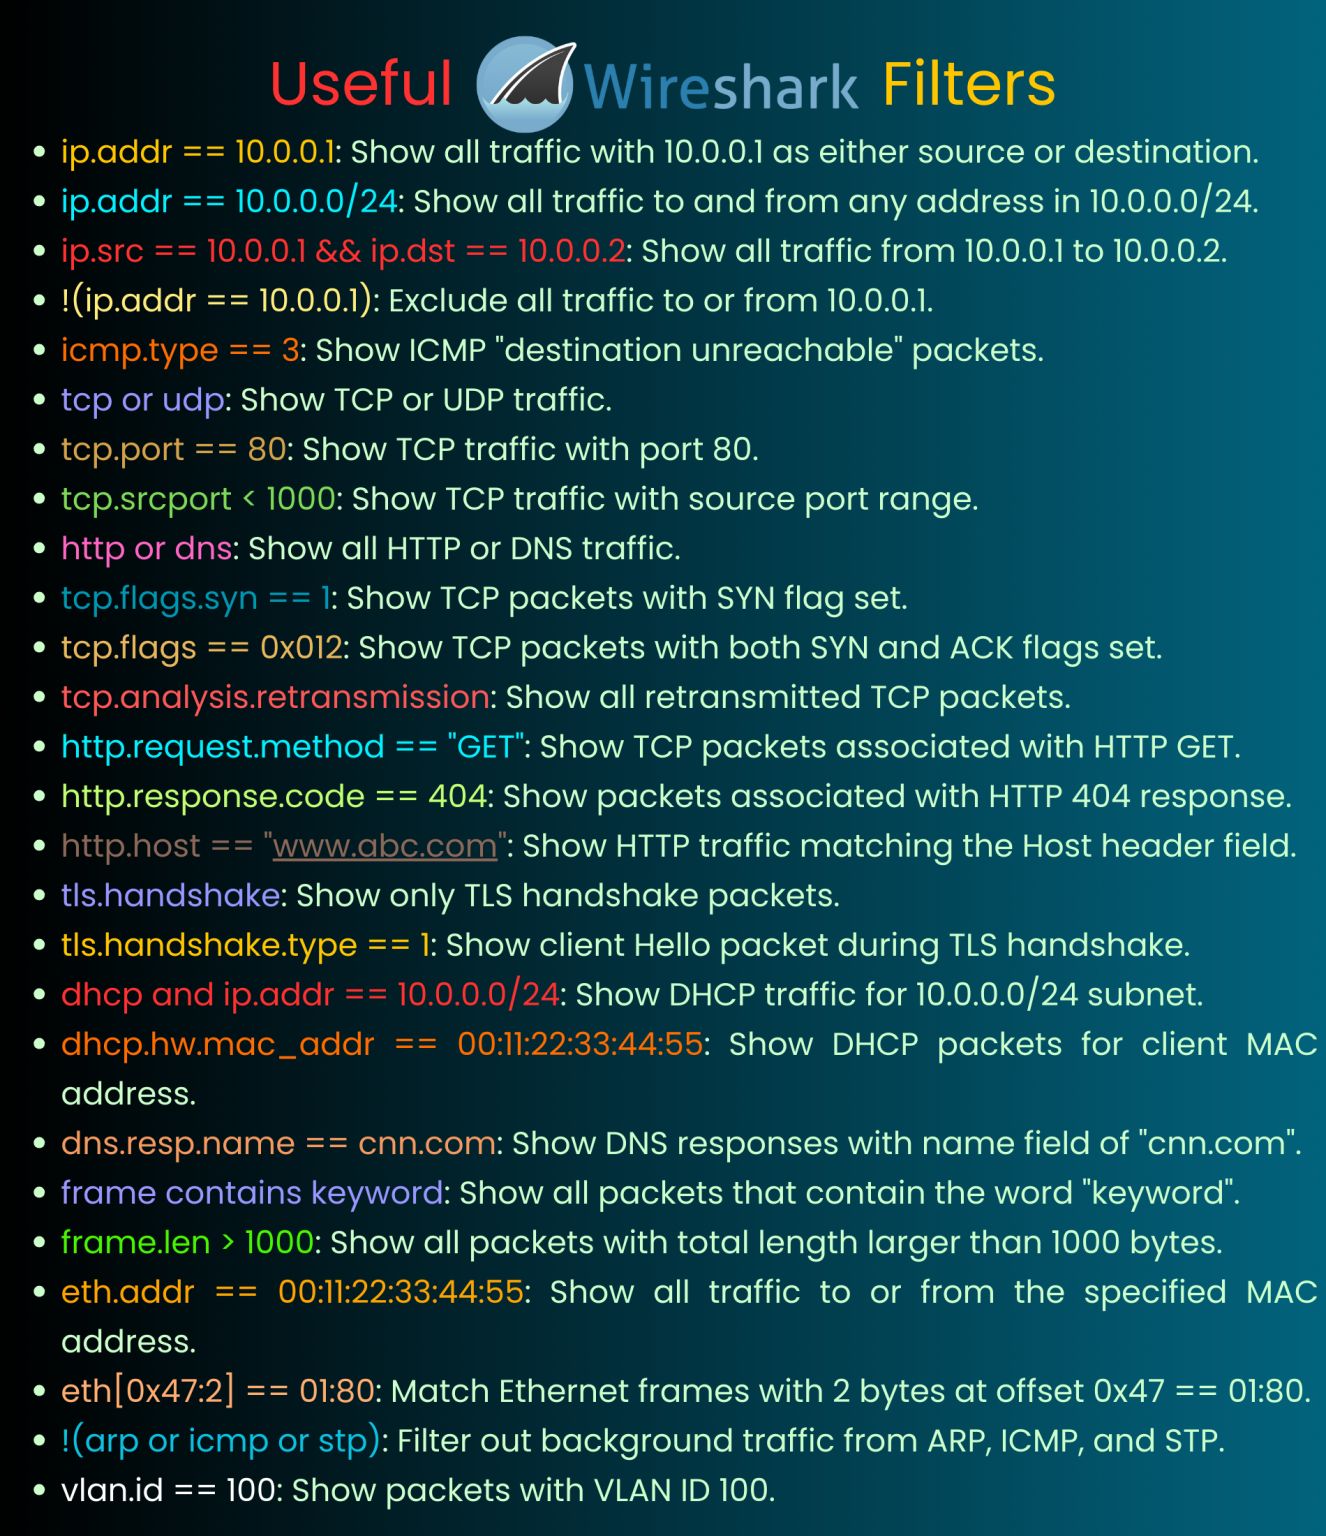 Useful Wireshark Filters
• ip.addr == 10.0.0.1: Show all traffic with 10.0.0.1 as either source or destination.
• ip.addr == 10.0.0.0/24: Show all traffic to and from any address in 10.0.0.0/24.
• ip.src == 10.0.0.1 && ip.dst == 10.0.0.2: Show all traffic from 10.0.0.1 to 10.0.0.2.
• !(ip.addr == 10.0.0.1): Exclude all traffic to or from 10.0.0.1.
• icmp.type == 3: Show ICMP "destination unreachable" packets.
• tcp or udp: Show TCP or UDP traffic.
• tcp.port == 80: Show TCP traffic with port 80.
• tcp.srcport < 1000: Show TCP traffic with source port range.
• http or dns: Show all HTTP or DNS traffic.
• tcp.flags.syn == 1: Show TCP packets with SYN flag set.
• tcp.flags == 0x012: Show TCP packets with both SYN and ACK flags set.
• tcp.analysis.retransmission: Show all retransmitted TCP packets.
• http.request.method == "GET": Show TCP packets associated with HTTP GET.
• http.response.code == 404: Show packets associated with HTTP 404 response.
• http.host == "www.abc.com": Show HTTP traffic matching the Host header field.
• tls.handshake: Show only TLS handshake packets.
• tls.handshake.type == 1: Show client Hello packet during TLS handshake.
• dhcp and ip.addr == 10.0.0.0/24: Show DHCP traffic for 10.0.0.0/24 subnet.
• dhcp.hw.mac_addr == 00:11:22:33:44:55: Show DHCP packets for client MAC
address.
• dns.resp.name == cnn.com: Show DNS responses with name field of "cnn.com".
• frame contains keyword: Show all packets that contain the word "keyword".
• frame.len > 1000: Show all packets with total length larger than 1000 bytes.
• eth.addr == 00:11:22:33:44:55: Show all traffic to or from the specified MAC
address.
• eth[0x47:2] == 01:80: Match Ethernet frames with 2 bytes at offset 0x47 == 01:80.
• !(arp or icmp or stp): Filter out background traffic from ARP, ICMP, and STP.
• vlan.id == 100: Show packets with VLAN ID 100.